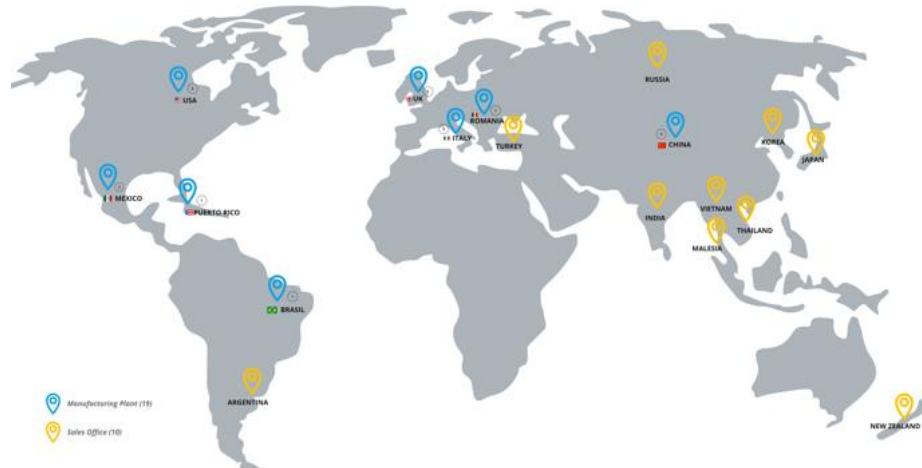 RUSSIA
USA
UK
ROMANIA
ITALY
TURKEY
CHINA
KOREA
JAPAN
MEXICO
PUERTO RICO
INDIA
VIETNAM
THAILAND
MALESIA
BRASIL
ARGENTINA
Manufacturing Plant (19)
Sales Office (10)
NEW ZEALAND